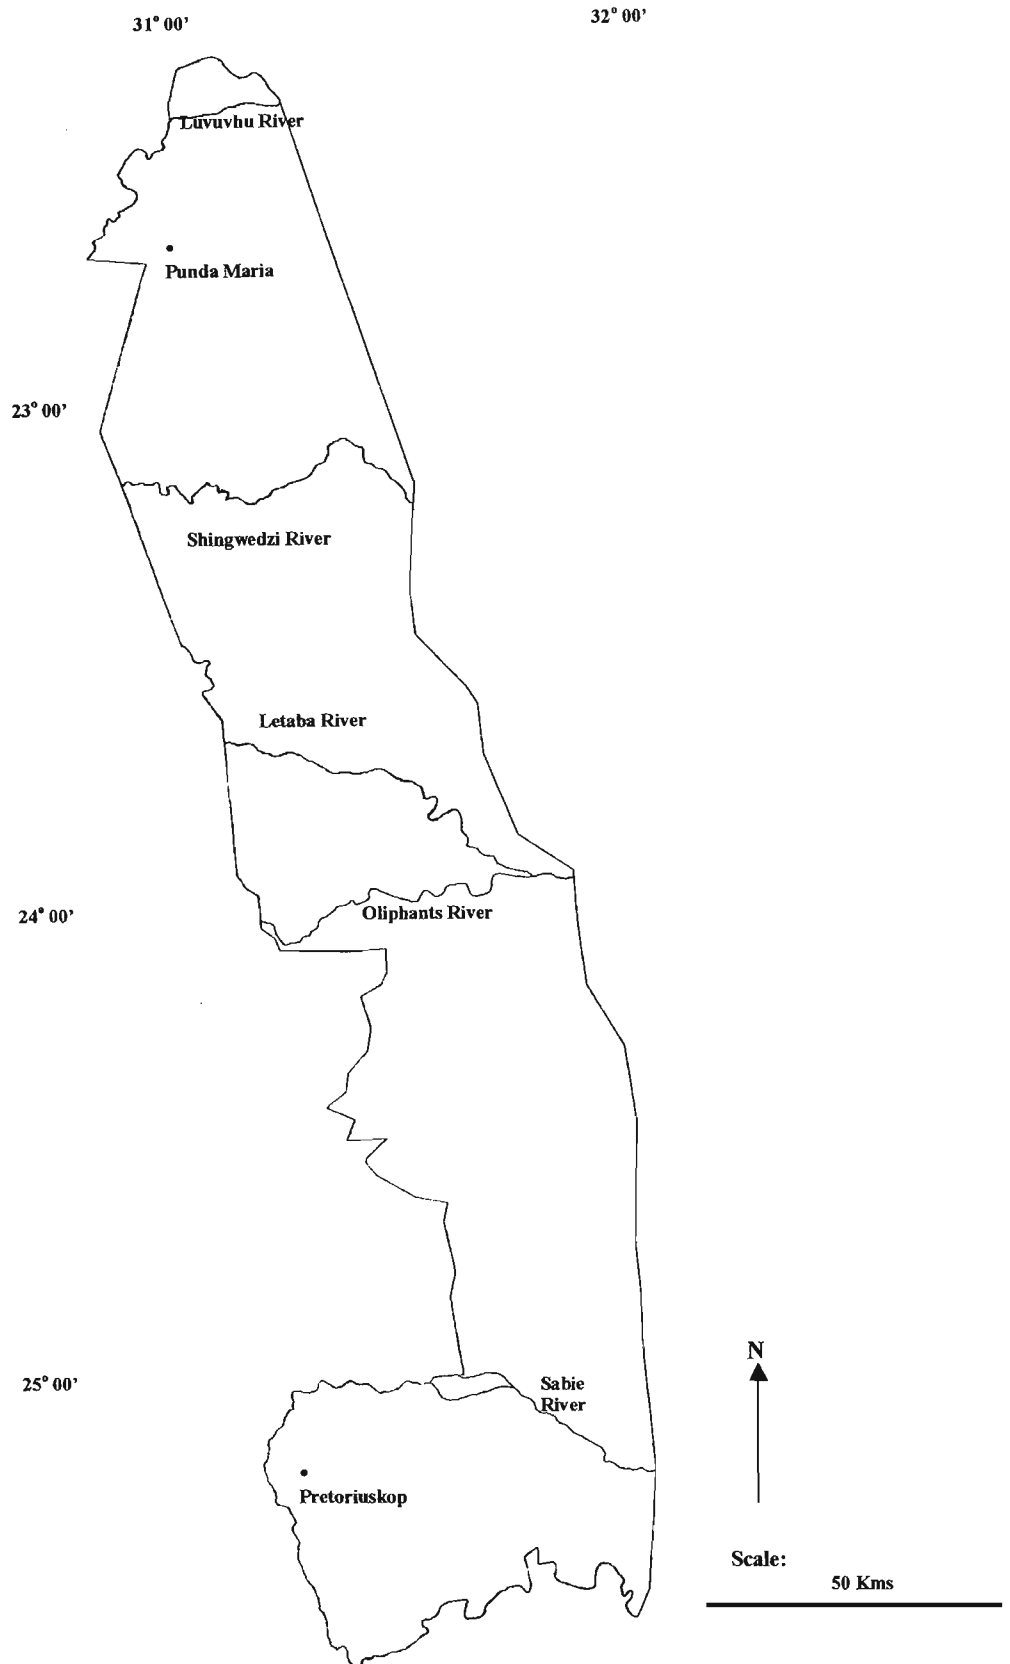 31° 00'
32° 00'
Luvuvhu River
Punda Maria
23° 00'
Shingwedzi River
Letaba River
24° 00'
Oliphants River
25° 00'
Sabie
River
N
Pretoriuskop
Scale:
50 Kms